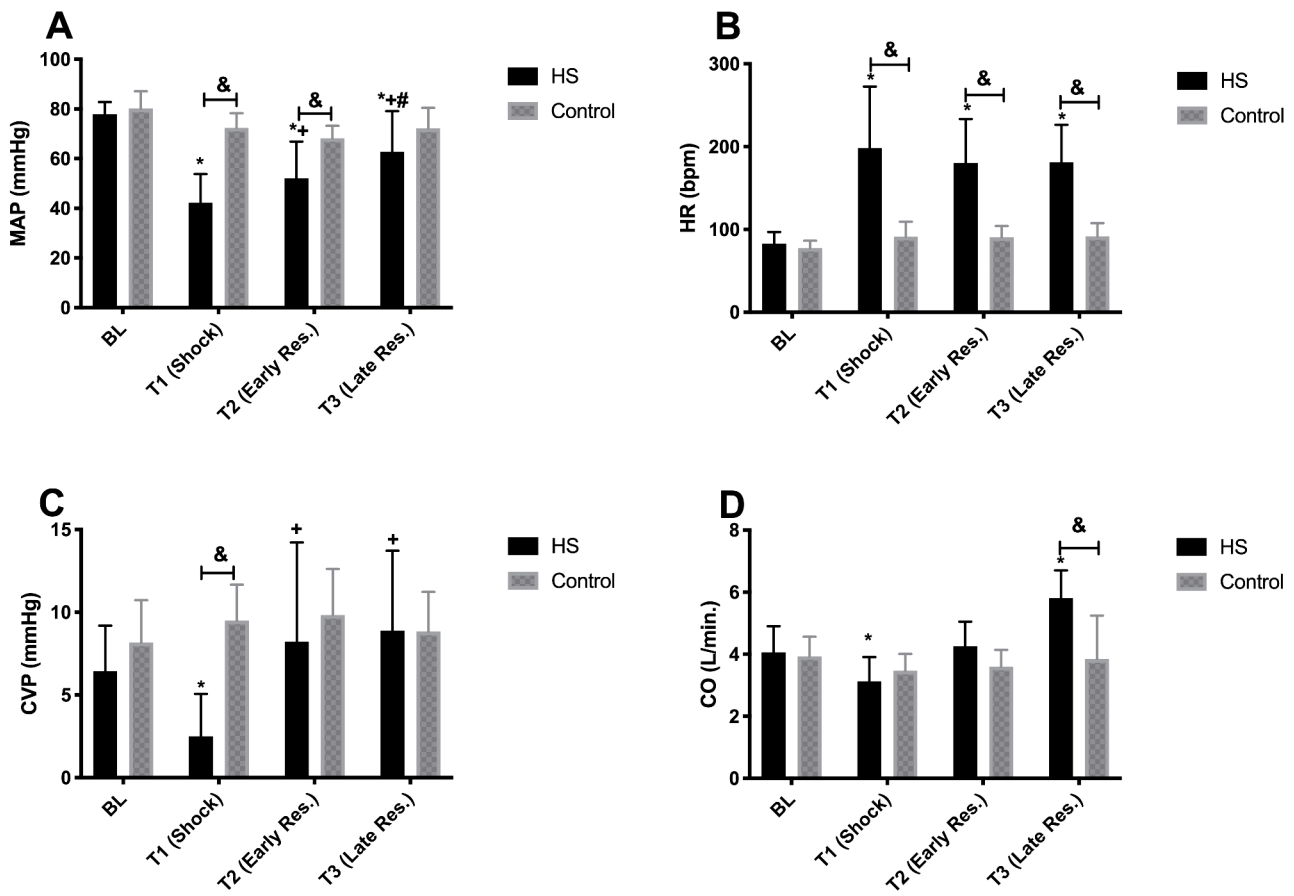 A
MAP (mmHg)
100
80
60
40
20
0
*
&
*+
&
*+#
BL
T1 (Shock)
T2 (Early Res.)
T3 (Late Res.)
HS
Control
B
HR (bpm)
300
200
100
0
*
&
*
&
*
&
BL
T1 (Shock)
T2 (Early Res.)
T3 (Late Res.)
HS
Control
C
CVP (mmHg)
15
10
5
0
*
&
+
+
BL
T1 (Shock)
T2 (Early Res.)
T3 (Late Res.)
HS
Control
D
CO (L/min.)
8
6
4
2
0
*
*
&
BL
T1 (Shock)
T2 (Early Res.)
T3 (Late Res.)
HS
Control